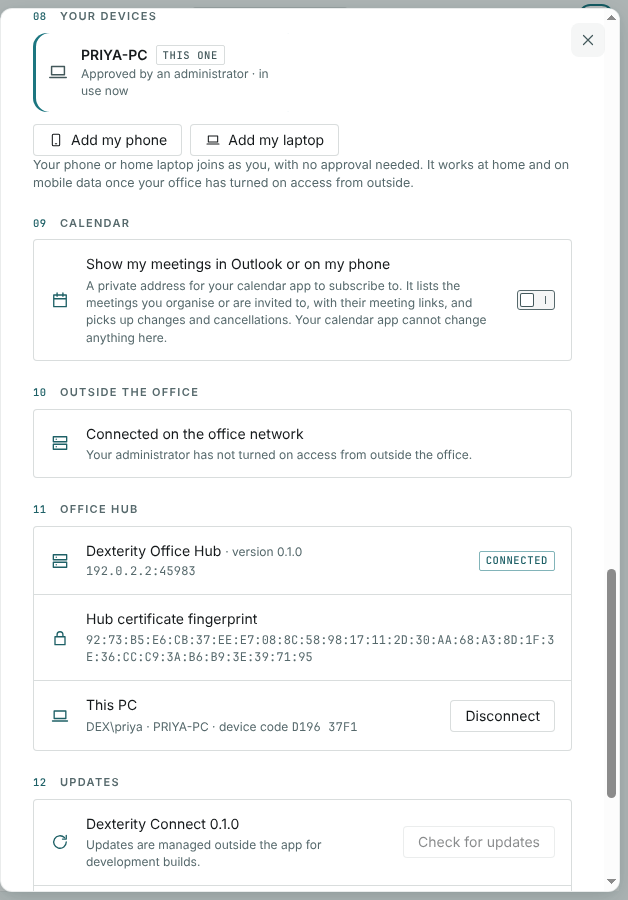 08 YOUR DEVICES
PRIYA-PC THIS ONE
Approved by an administrator · in
use now
Add my phone Add my laptop
Your phone or home laptop joins as you, with no approval needed. It works at home and on
mobile data once your office has turned on access from outside.
09 CALENDAR
Show my meetings in Outlook or on my phone
A private address for your calendar app to subscribe to. It lists the
meetings you organise or are invited to, with their meeting links, and
picks up changes and cancellations. Your calendar app cannot change
anything here.
10 OUTSIDE THE OFFICE
Connected on the office network
Your administrator has not turned on access from outside the office.
11 OFFICE HUB
Dexterity Office Hub · version 0.1.0
192.0.2.2:45983
CONNECTED
Hub certificate fingerprint
92:73:B5:E6:CB:37:EE:E7:08:8C:58:98:17:11:2D:30:AA:68:A3:8D:1F:3
E:36:CC:C9:3A:B6:B9:3E:39:71:95
This PC
DEX\priya · PRIYA-PC · device code D196 37F1
Disconnect
12 UPDATES
Dexterity Connect 0.1.0
Updates are managed outside the app for
development builds.
Check for updates